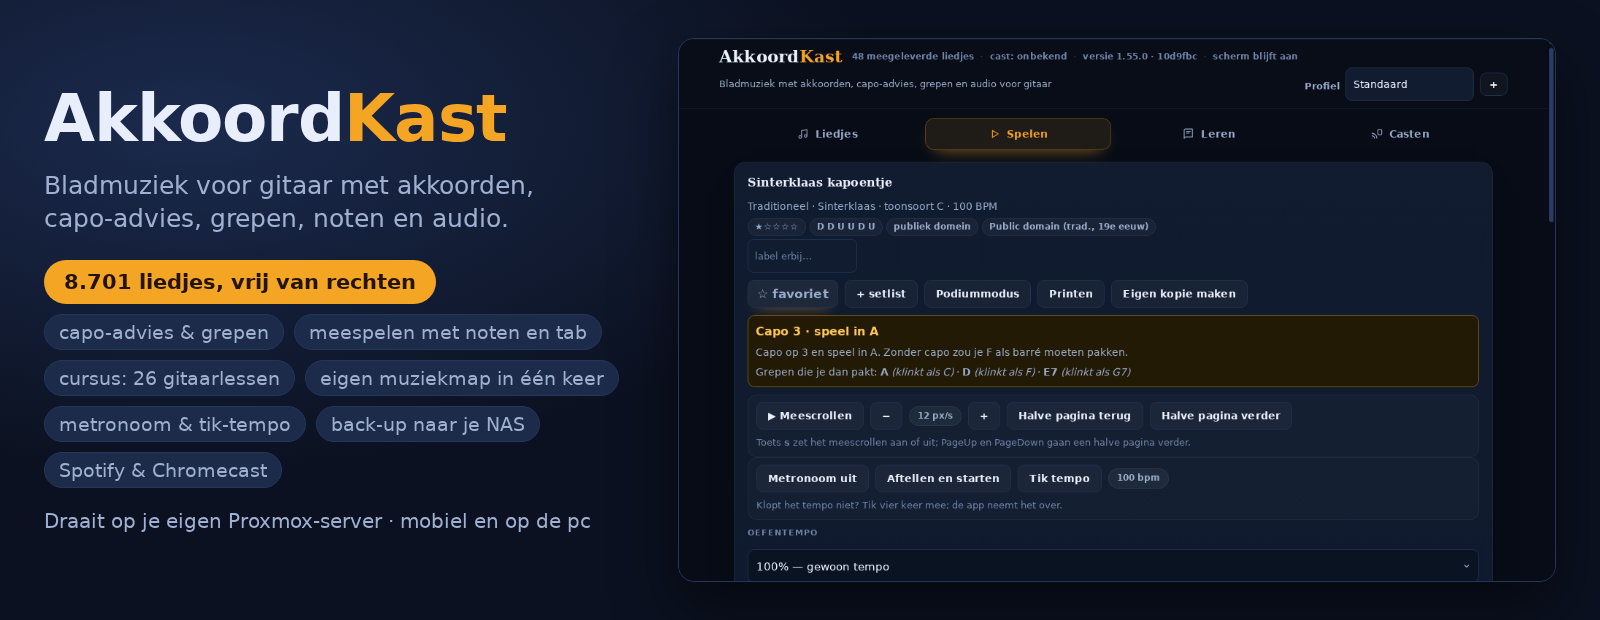 AkkoordKast
Bladmuziek voor gitaar met akkoorden,
capo-advies, grepen, noten en audio.
8.701 liedjes, vrij van rechten
capo-advies & grepen
meespelen met noten en tab
cursus: 26 gitaarlessen
eigen muziekmap in één keer
metronoom & tik-tempo
back-up naar je NAS
Spotify & Chromecast
Draait op je eigen Proxmox-server · mobiel en op de pc
AkkoordKast 48 meegeleverde liedjes · cast: onbekend · versie 1.55.0 · 10d9fbc · scherm blijft aan
Bladmuziek met akkoorden, capo-advies, grepen en audio voor gitaar
Profiel Standaard +
Liedjes Spelen Leren Casten
Sinterklaas kapoentje
Traditioneel · Sinterklaas · toonsoort C · 100 BPM
★☆☆☆☆ D D U U D U publiek domein Public domain (trad., 19e eeuw)
label erbij...
☆ favoriet + setlist Podiummodus Printen Eigen kopie maken
Capo 3 · speel in A
Capo op 3 en speel in A. Zonder capo zou je F als barré moeten pakken.
Grepen die je dan pakt: A (klinkt als C) · D (klinkt als F) · E7 (klinkt als G7)
▶ Meescrollen − 12 px/s + Halve pagina terug Halve pagina verder
Toets s zet het meescrollen aan of uit; PageUp en PageDown gaan een halve pagina verder.
Metronoom uit Aftellen en starten Tik tempo 100 bpm
Klopt het tempo niet? Tik vier keer mee; de app neemt het over.
OEFENTEMPO
100% — gewoon tempo